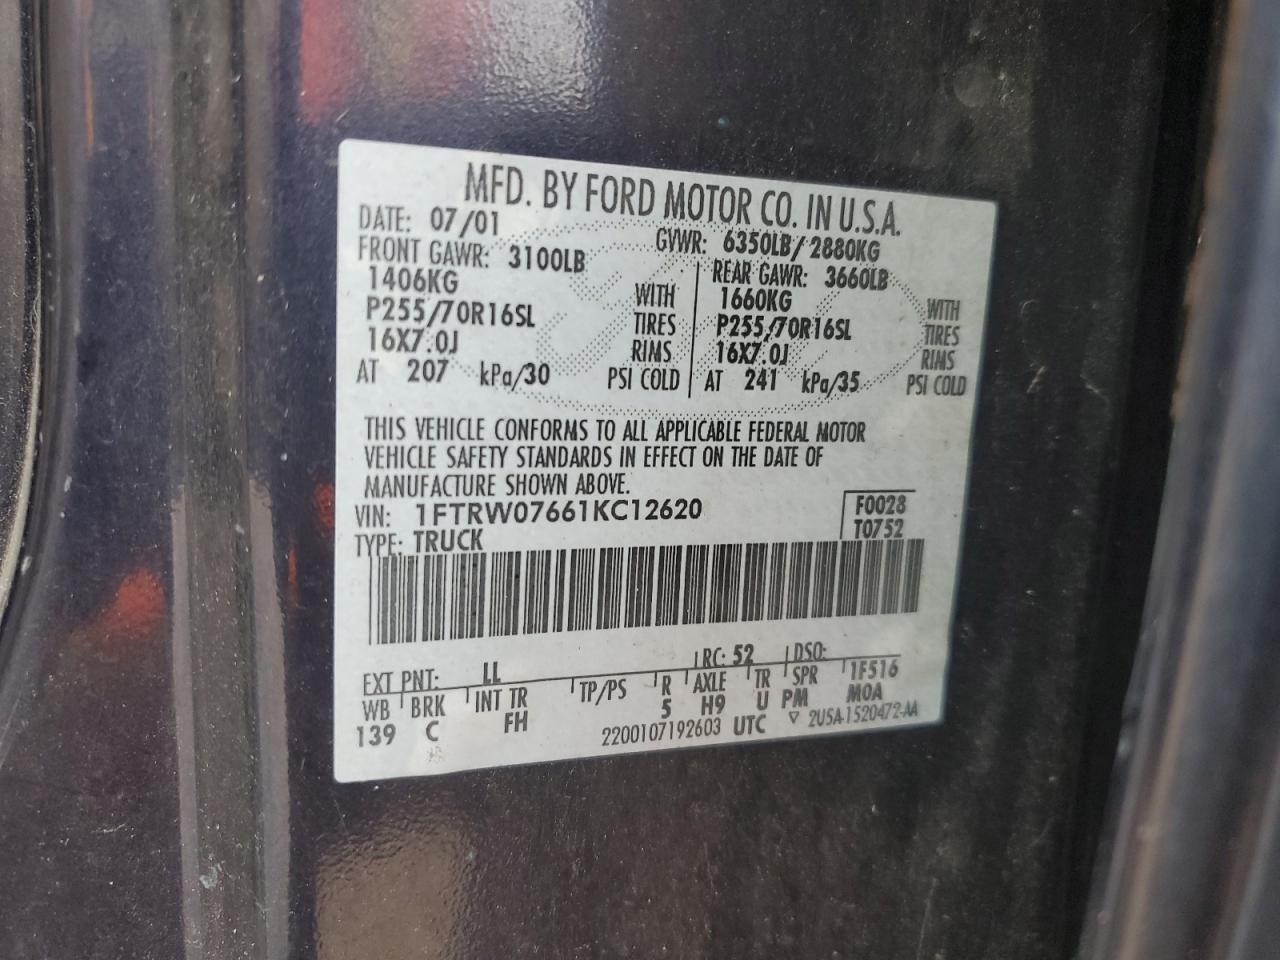 MFD. BY FORD MOTOR CO. IN U.S.A.
DATE: 07/01 GVWR: 6350LB/ 2880KG
FRONT GAWR: 3100LB REAR GAWR: 3660LB
1406KG WITH 1660KG WITH
P255/70R16SL TIRES P255/70R16SL TIRES
16X7.0J RIMS 16X7.0J RIMS
AT 207 kPa/30 PSI COLD AT 241 kPa/35 PSI COLD
THIS VEHICLE CONFORMS TO ALL APPLICABLE FEDERAL MOTOR
VEHICLE SAFETY STANDARDS IN EFFECT ON THE DATE OF
MANUFACTURE SHOWN ABOVE.
VIN: 1FTRW07661KC12620 F0028
TYPE: TRUCK T0752
EXT PNT: LL RC: 52 DSO:
WB BRK INT TR TP/PS R AXLE TR SPR 1F516
139 C FH 5 H9 U PM MOA
2200107192603 UTC ▽ 2U5A-1520472-AA